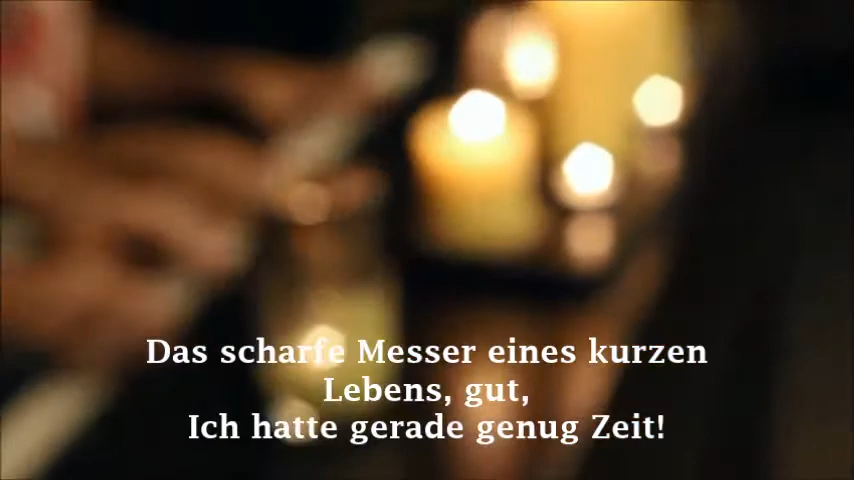 Das scharfe Messer eines kurzen
Lebens, gut,
Ich hatte gerade genug Zeit!